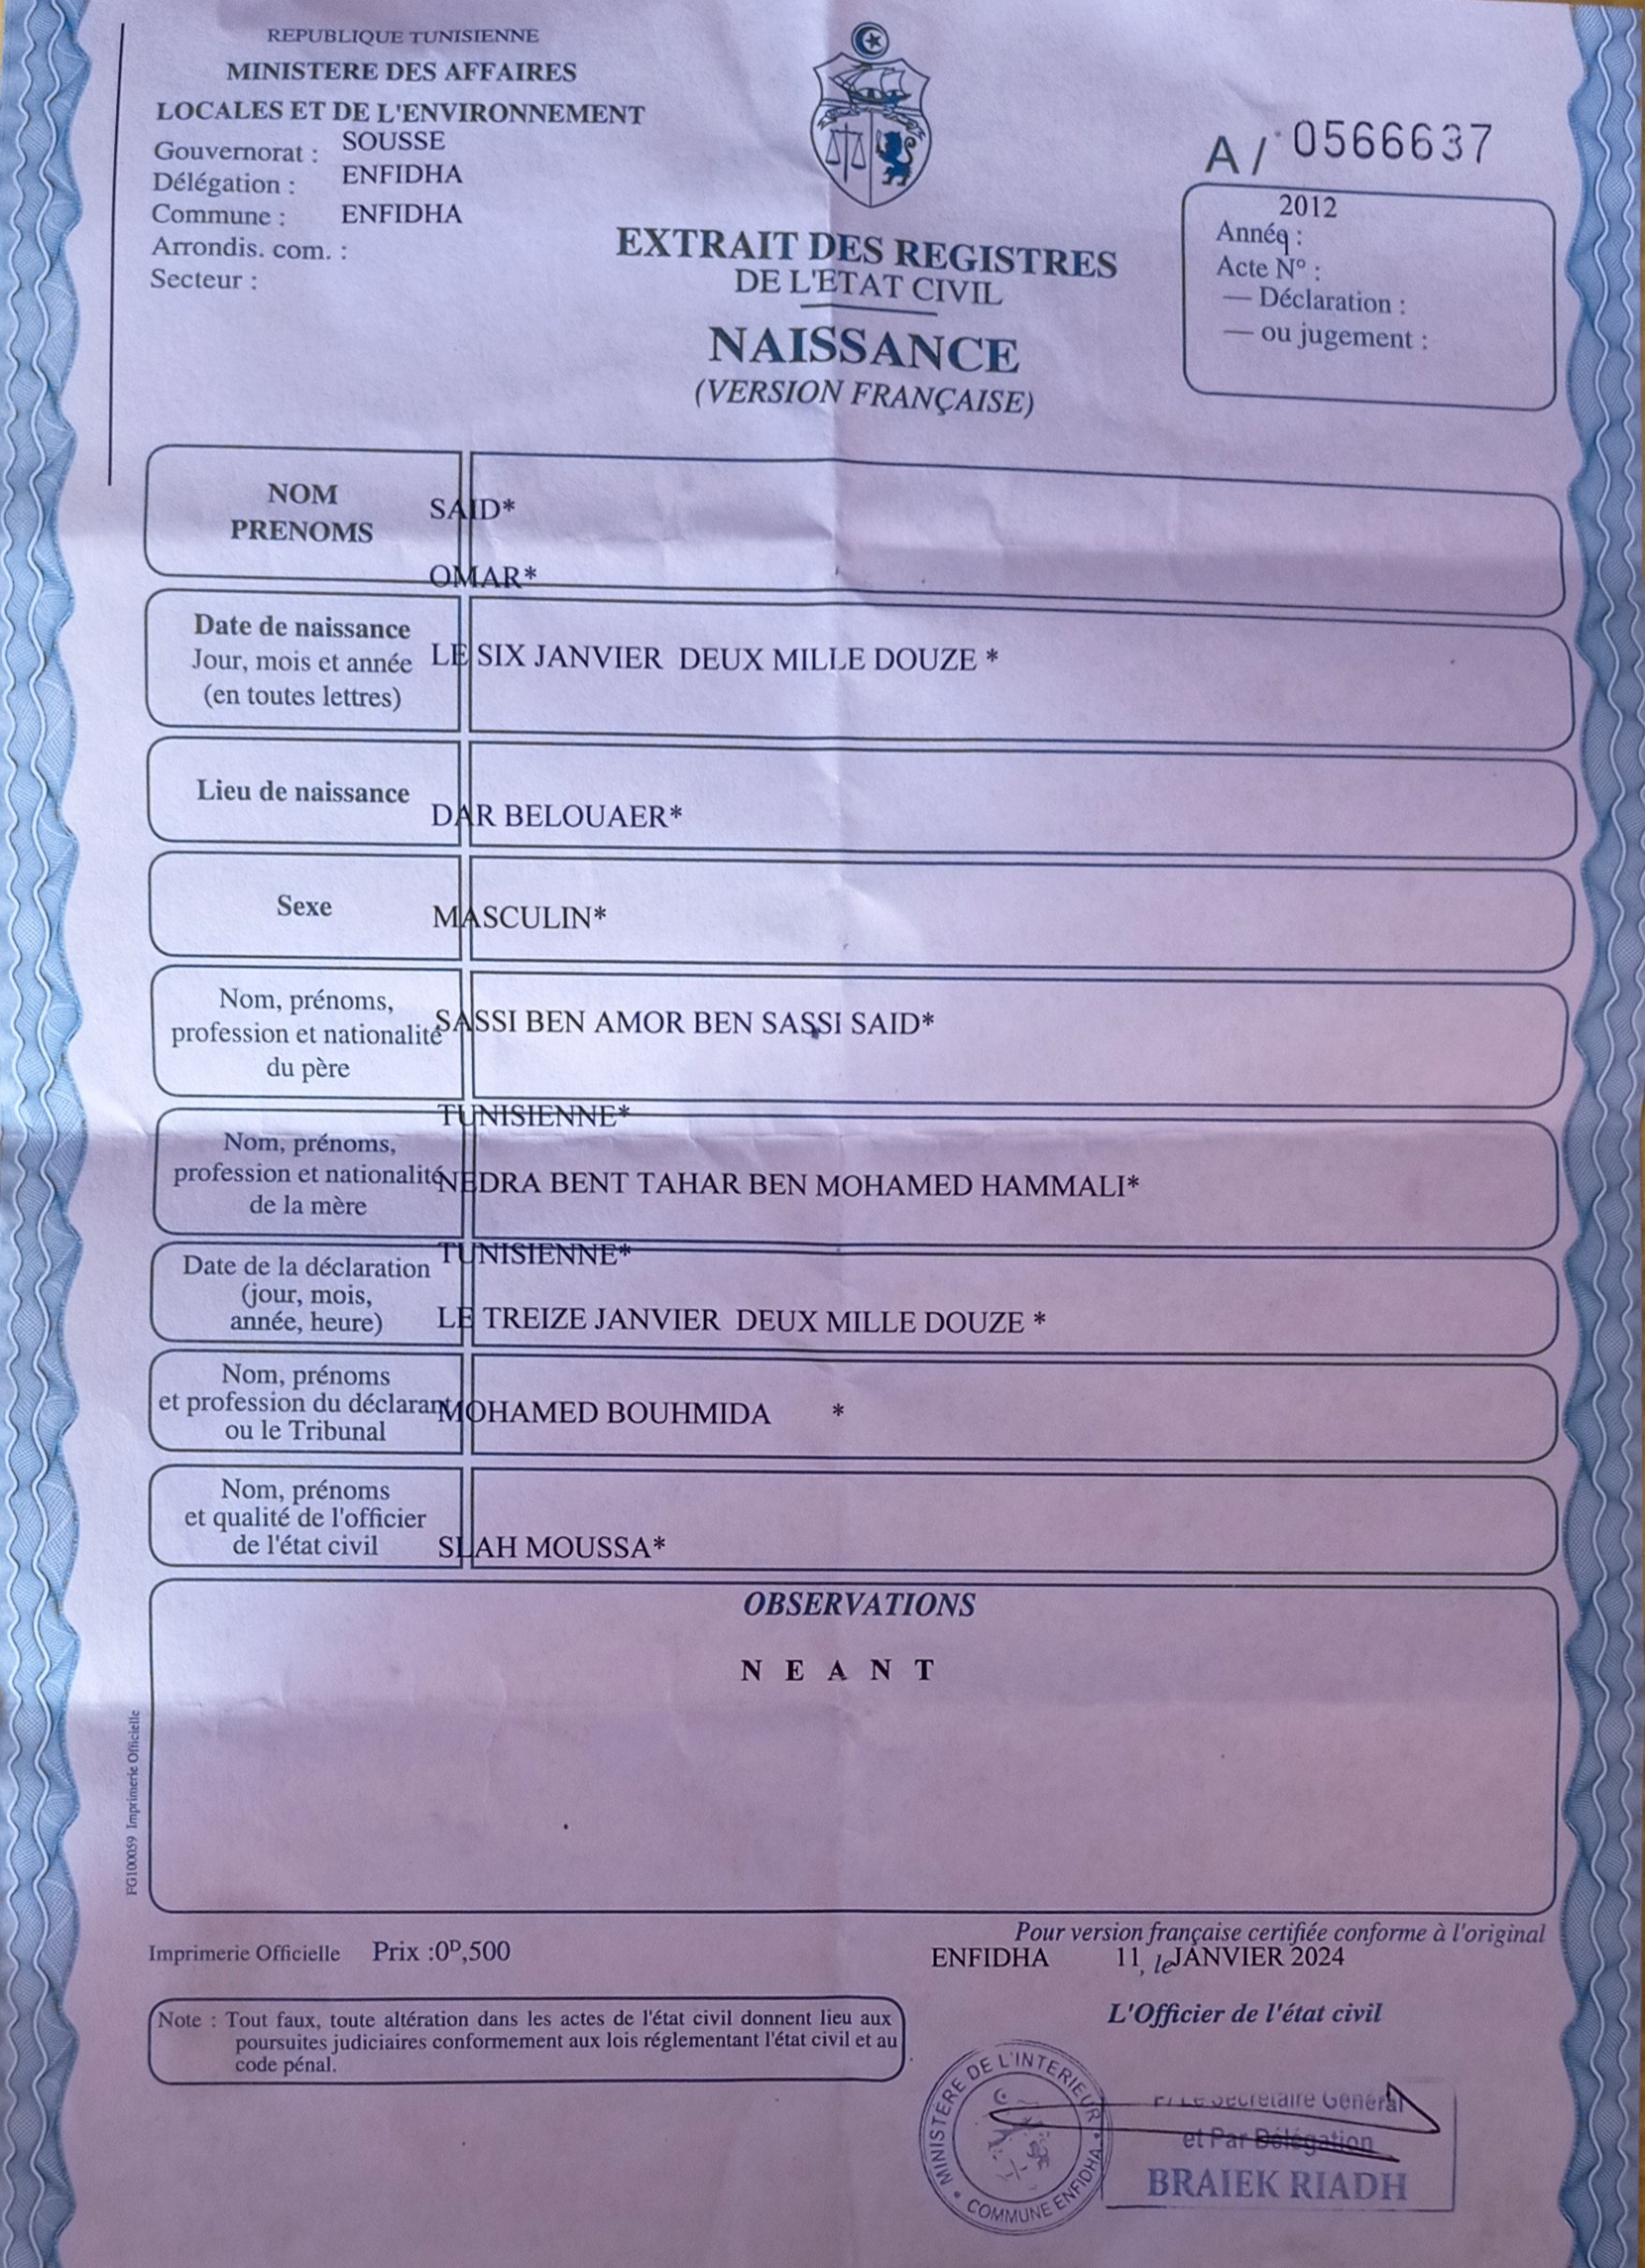 REPUBLIQUE TUNISIENNE
MINISTERE DES AFFAIRES
LOCALES ET DE L'ENVIRONNEMENT
Gouvernorat : SOUSSE
Délégation : ENFIDHA
Commune : ENFIDHA
Arrondis. com. :
Secteur :
EXTRAIT DES REGISTRES
DE L'ETAT CIVIL
NAISSANCE
(VERSION FRANÇAISE)
A/ 0566637
2012
Année :
Acte N° :
— Déclaration :
— ou jugement :
NOM
PRENOMS
SAID*
OMAR*
Date de naissance
Jour, mois et année
(en toutes lettres)
LE SIX JANVIER DEUX MILLE DOUZE *
Lieu de naissance
DAR BELOUAER*
Sexe
MASCULIN*
Nom, prénoms,
profession et nationalité
du père
SASSI BEN AMOR BEN SASSI SAID*
TUNISIENNE*
Nom, prénoms,
profession et nationalité
de la mère
NEDRA BENT TAHAR BEN MOHAMED HAMMALI*
TUNISIENNE*
Date de la déclaration
(jour, mois,
année, heure)
LE TREIZE JANVIER DEUX MILLE DOUZE *
Nom, prénoms
et profession du déclarant
ou le Tribunal
MOHAMED BOUHMIDA *
Nom, prénoms
et qualité de l'officier
de l'état civil
SLAH MOUSSA*
OBSERVATIONS
N E A N T
FG100059 Imprimerie Officielle
Imprimerie Officielle Prix :0D,500
Pour version française certifiée conforme à l'original
ENFIDHA 11, le JANVIER 2024
L'Officier de l'état civil
Note : Tout faux, toute altération dans les actes de l'état civil donnent lieu aux
poursuites judiciaires conformement aux lois réglementant l'état civil et au
code pénal.
MINISTÈRE DE L'INTERIEUR
COMMUNE ENFIDHA
P/ Le Secrétaire Général
et Par Délégation
BRAIEK RIADH